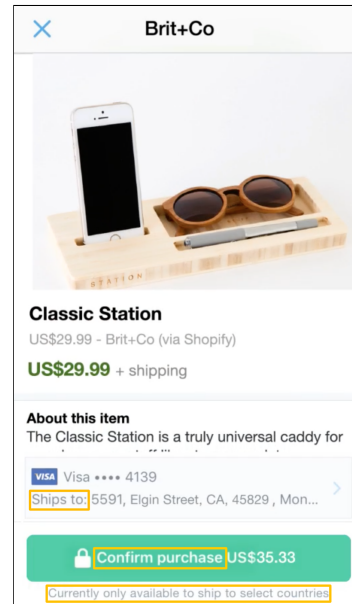 Brit+Co
STATION
Classic Station
US$29.99 - Brit+Co (via Shopify)
US$29.99 + shipping
About this item
The Classic Station is a truly universal caddy for
VISA Visa •••• 4139
Ships to: 5591, Elgin Street, CA, 45829 , Mon...
Confirm purchase US$35.33
Currently only available to ship to select countries